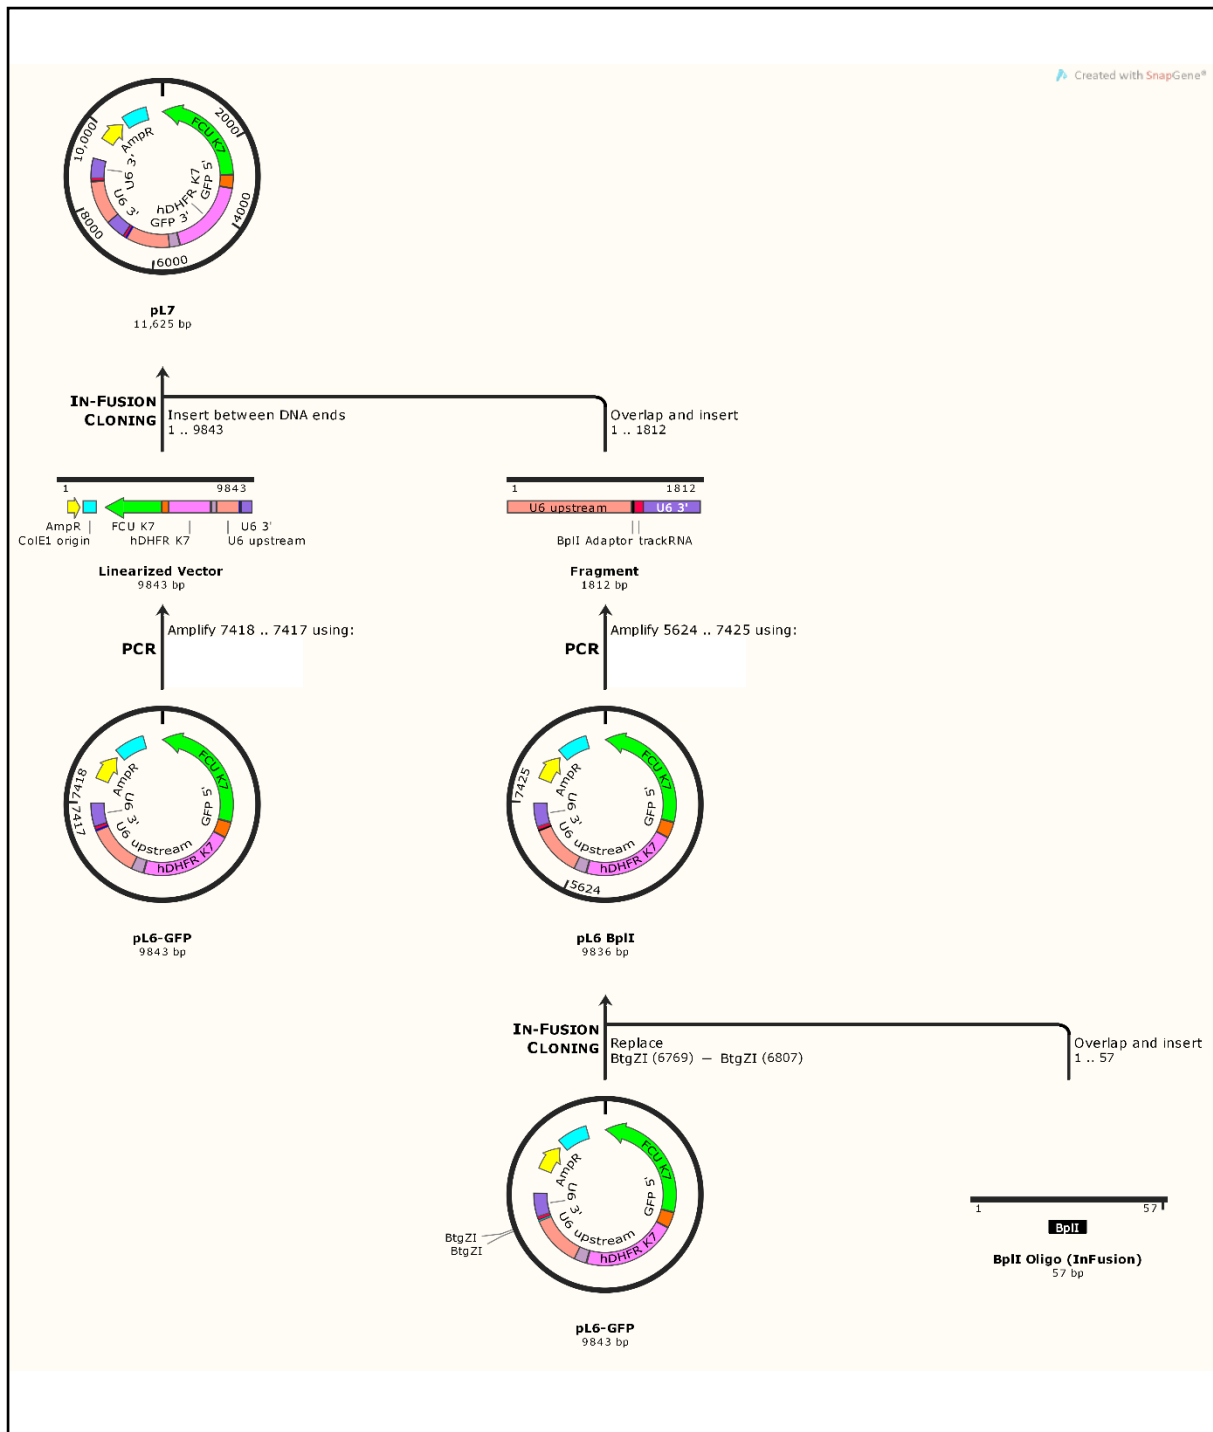 Created with SnapGene®
2000
4000
6000
8000
10,000
AmpR
FCU K7
GFP 5'
hDHFR K7
GFP 3'
U6 3'
U6 3'
pL7
11,625 bp
IN-FUSION
CLONING
Insert between DNA ends
1 .. 9843
Overlap and insert
1 .. 1812
1
9843
AmpR
FCU K7
U6 3'
ColE1 origin
hDHFR K7
U6 upstream
Linearized Vector
9843 bp
1
1812
U6 upstream
U6 3'
BplI Adaptor
trackRNA
Fragment
1812 bp
PCR
Amplify 7418 .. 7417 using:
PCR
Amplify 5624 .. 7425 using:
7418
7417
AmpR
FCU K7
GFP 5'
U6 3'
U6 upstream
hDHFR K7
pL6-GFP
9843 bp
7425
5624
AmpR
FCU K7
GFP 5'
U6 3'
U6 upstream
hDHFR K7
pL6 BplI
9836 bp
IN-FUSION
CLONING
Replace
BtgZI (6769) – BtgZI (6807)
Overlap and insert
1 .. 57
AmpR
FCU K7
GFP 5'
U6 3'
U6 upstream
hDHFR K7
BtgZI
BtgZI
pL6-GFP
9843 bp
1
57
BplI
BplI Oligo (InFusion)
57 bp